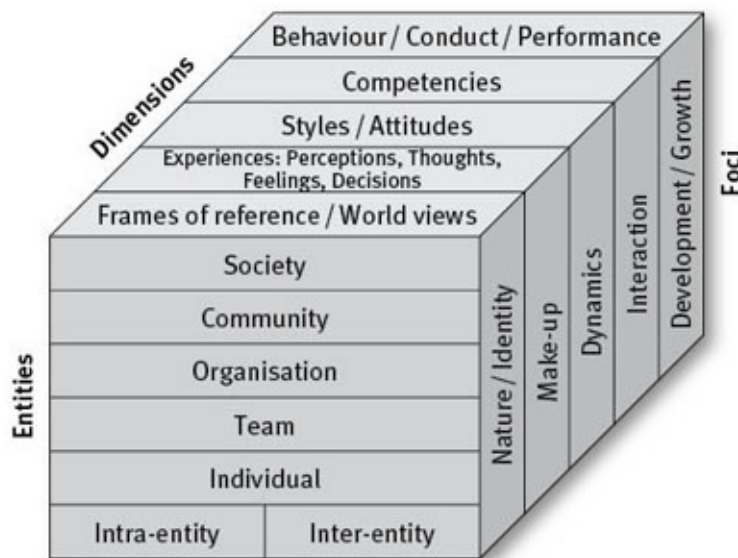 Behaviour / Conduct / Performance
Competencies
Styles / Attitudes
Experiences: Perceptions, Thoughts,
Feelings, Decisions
Frames of reference / World views
Dimensions
Society
Community
Organisation
Team
Individual
Intra-entity
Inter-entity
Entities
Nature / Identity
Make-up
Dynamics
Interaction
Development / Growth
Foci